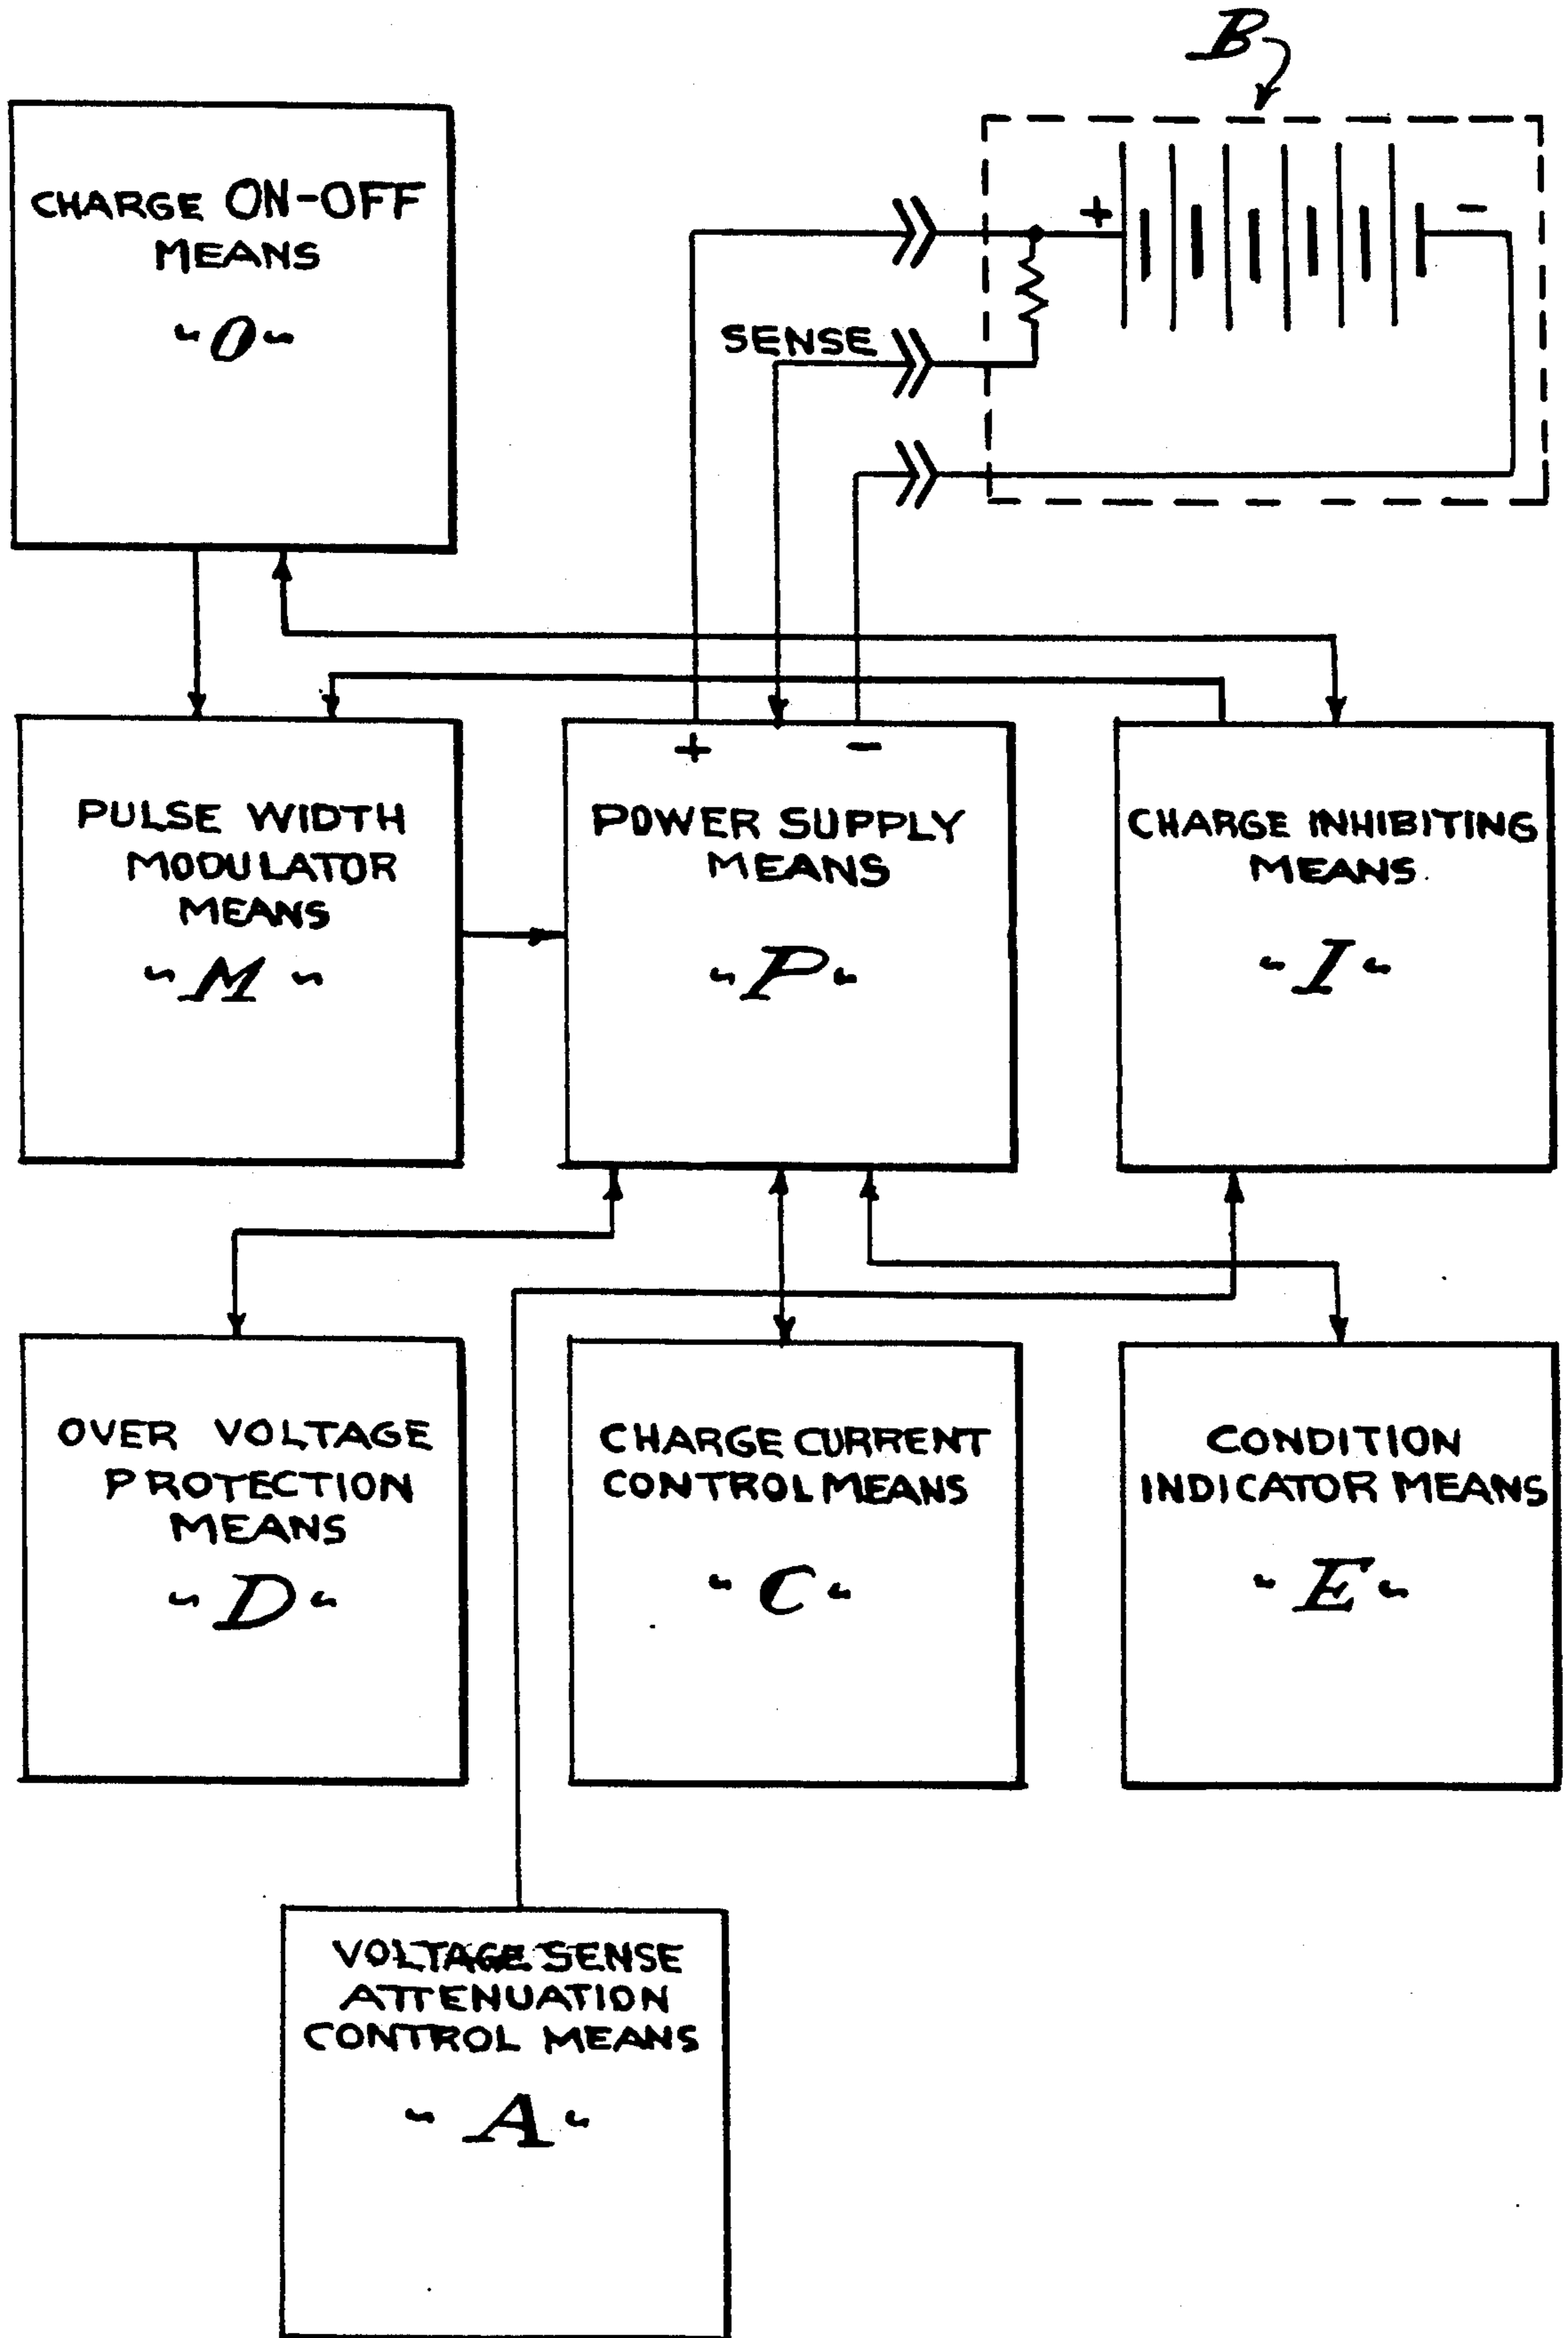 B
CHARGE ON-OFF
MEANS
"O"
+ -
SENSE
+ -
PULSE WIDTH
MODULATOR
MEANS
"M"
POWER SUPPLY
MEANS
"P"
CHARGE INHIBITING
MEANS
"I"
OVER VOLTAGE
PROTECTION
MEANS
"D"
CHARGE CURRENT
CONTROL MEANS
"C"
CONDITION
INDICATOR MEANS
"E"
VOLTAGE SENSE
ATTENUATION
CONTROL MEANS
"A"